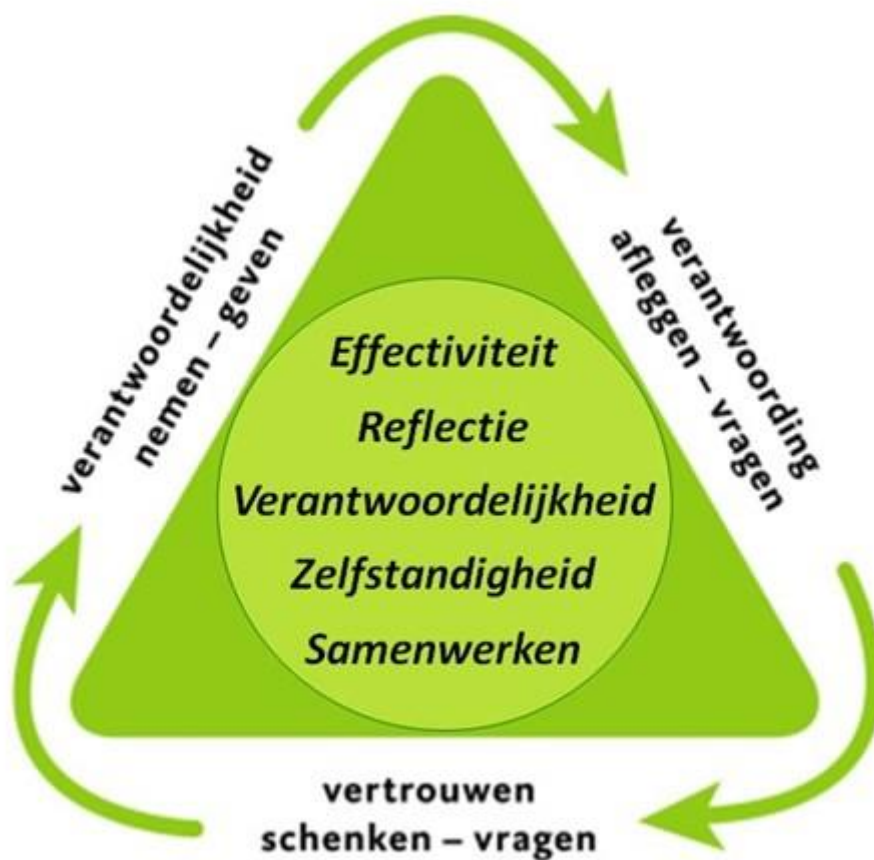 verantwoordelijkheid
nemen – geven
verantwoording
afleggen – vragen
Effectiviteit
Reflectie
Verantwoordelijkheid
Zelfstandigheid
Samenwerken
vertrouwen
schenken – vragen